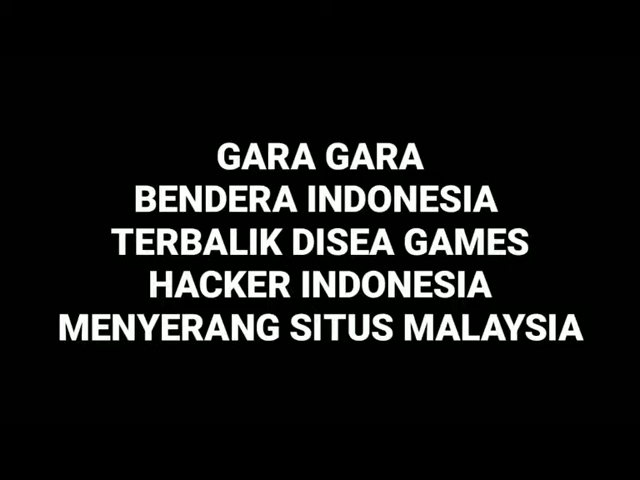 GARA GARA
BENDERA INDONESIA
TERBALIK DISEA GAMES
HACKER INDONESIA
MENYERANG SITUS MALAYSIA